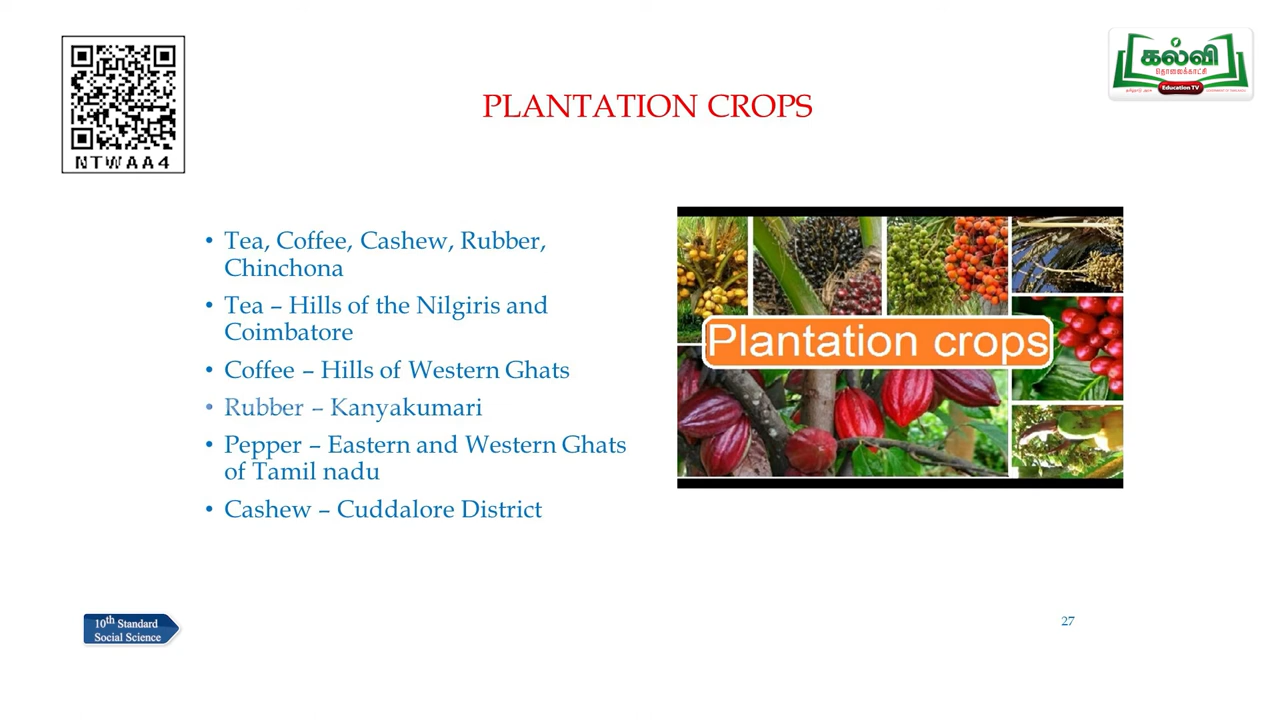 NTWAA4
கல்வி
தொலைக்காட்சி
Education TV
PLANTATION CROPS
• Tea, Coffee, Cashew, Rubber,
Chinchona
• Tea – Hills of the Nilgiris and
Coimbatore
• Coffee – Hills of Western Ghats
• Rubber – Kanyakumari
• Pepper – Eastern and Western Ghats
of Tamil nadu
• Cashew – Cuddalore District
Plantation crops
10th Standard
Social Science
27